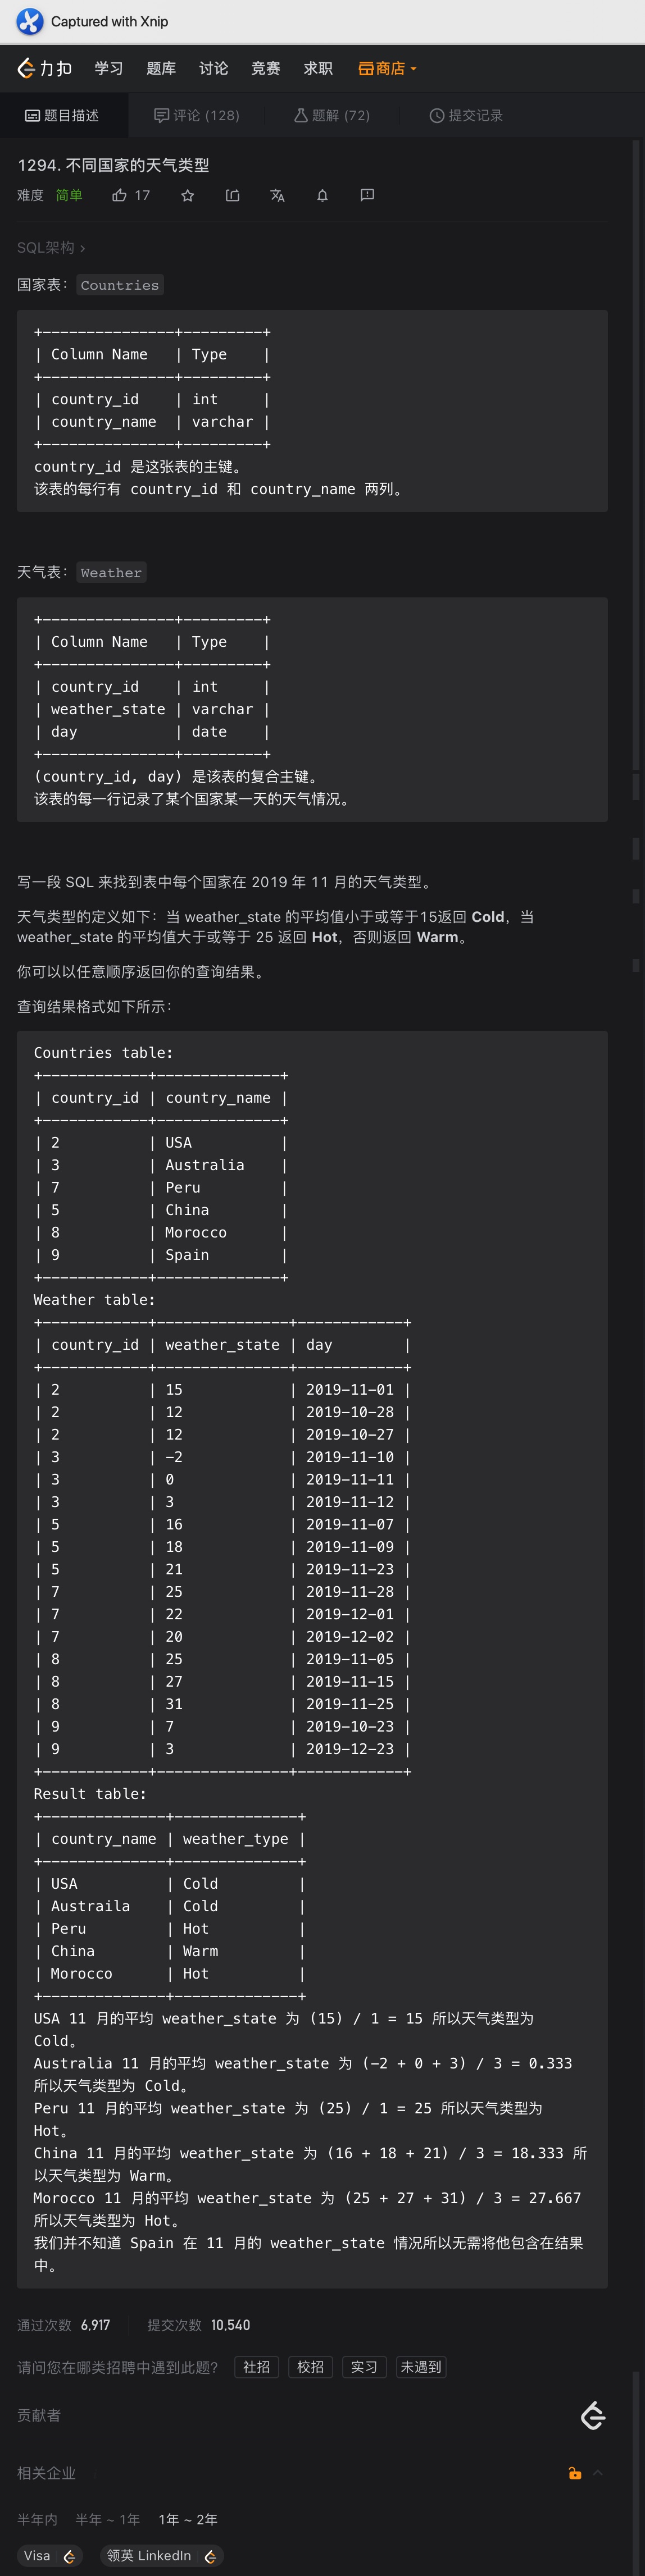 Captured with Xnip
力扣 学习 题库 讨论 竞赛 求职 商店
题目描述 评论 (128) 题解 (72) 提交记录
1294. 不同国家的天气类型
难度 简单 17
SQL架构 ›
国家表：Countries
+---------------+---------+
| Column Name   | Type    |
+---------------+---------+
| country_id    | int     |
| country_name  | varchar |
+---------------+---------+
country_id 是这张表的主键。
该表的每行有 country_id 和 country_name 两列。
天气表：Weather
+---------------+---------+
| Column Name   | Type    |
+---------------+---------+
| country_id    | int     |
| weather_state | varchar |
| day           | date    |
+---------------+---------+
(country_id, day) 是该表的复合主键。
该表的每一行记录了某个国家某一天的天气情况。
写一段 SQL 来找到表中每个国家在 2019 年 11 月的天气类型。
天气类型的定义如下：当 weather_state 的平均值小于或等于15返回 Cold，当
weather_state 的平均值大于或等于 25 返回 Hot，否则返回 Warm。
你可以以任意顺序返回你的查询结果。
查询结果格式如下所示：
Countries table:
+------------+--------------+
| country_id | country_name |
+------------+--------------+
| 2          | USA          |
| 3          | Australia    |
| 7          | Peru         |
| 5          | China        |
| 8          | Morocco      |
| 9          | Spain        |
+------------+--------------+
Weather table:
+------------+---------------+------------+
| country_id | weather_state | day        |
+------------+---------------+------------+
| 2          | 15            | 2019-11-01 |
| 2          | 12            | 2019-10-28 |
| 2          | 12            | 2019-10-27 |
| 3          | -2            | 2019-11-10 |
| 3          | 0             | 2019-11-11 |
| 3          | 3             | 2019-11-12 |
| 5          | 16            | 2019-11-07 |
| 5          | 18            | 2019-11-09 |
| 5          | 21            | 2019-11-23 |
| 7          | 25            | 2019-11-28 |
| 7          | 22            | 2019-12-01 |
| 7          | 20            | 2019-12-02 |
| 8          | 25            | 2019-11-05 |
| 8          | 27            | 2019-11-15 |
| 8          | 31            | 2019-11-25 |
| 9          | 7             | 2019-10-23 |
| 9          | 3             | 2019-12-23 |
+------------+---------------+------------+
Result table:
+--------------+--------------+
| country_name | weather_type |
+--------------+--------------+
| USA          | Cold         |
| Austraila    | Cold         |
| Peru         | Hot          |
| China        | Warm         |
| Morocco      | Hot          |
+--------------+--------------+
USA 11 月的平均 weather_state 为 (15) / 1 = 15 所以天气类型为
Cold。
Australia 11 月的平均 weather_state 为 (-2 + 0 + 3) / 3 = 0.333
所以天气类型为 Cold。
Peru 11 月的平均 weather_state 为 (25) / 1 = 25 所以天气类型为
Hot。
China 11 月的平均 weather_state 为 (16 + 18 + 21) / 3 = 18.333 所
以天气类型为 Warm。
Morocco 11 月的平均 weather_state 为 (25 + 27 + 31) / 3 = 27.667
所以天气类型为 Hot。
我们并不知道 Spain 在 11 月的 weather_state 情况所以无需将他包含在结果
中。
通过次数 6,917 提交次数 10,540
请问您在哪类招聘中遇到此题? 社招 校招 实习 未遇到
贡献者
相关企业
半年内 半年 ~ 1年 1年 ~ 2年
Visa 领英 LinkedIn